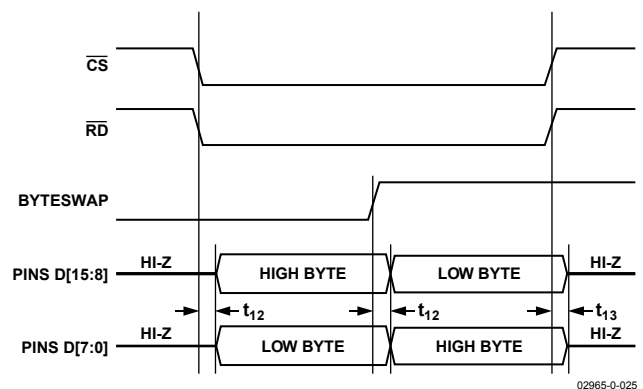 CS
RD
BYTESWAP
PINS D[15:8] HI-Z HIGH BYTE LOW BYTE HI-Z
t12 t12 t13
PINS D[7:0] HI-Z LOW BYTE HIGH BYTE HI-Z
02965-0-025